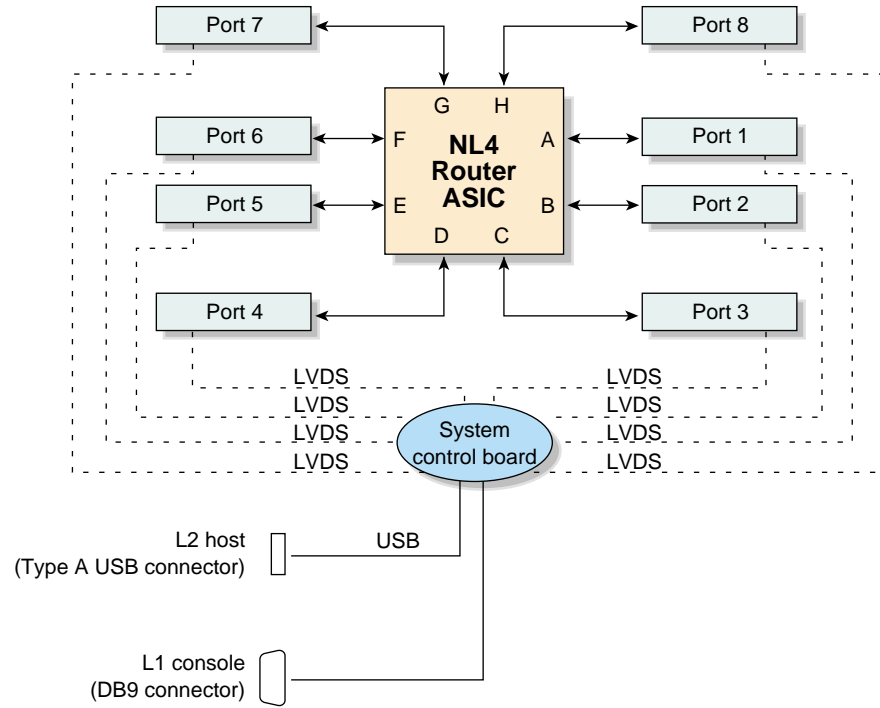 Port 7
Port 8
G
H
Port 6
F
NL4
Router
ASIC
A
Port 1
Port 5
E
B
Port 2
D
C
Port 4
Port 3
LVDS
LVDS
LVDS
LVDS
LVDS
LVDS
LVDS
LVDS
System
control board
L2 host
(Type A USB connector)
USB
L1 console
(DB9 connector)